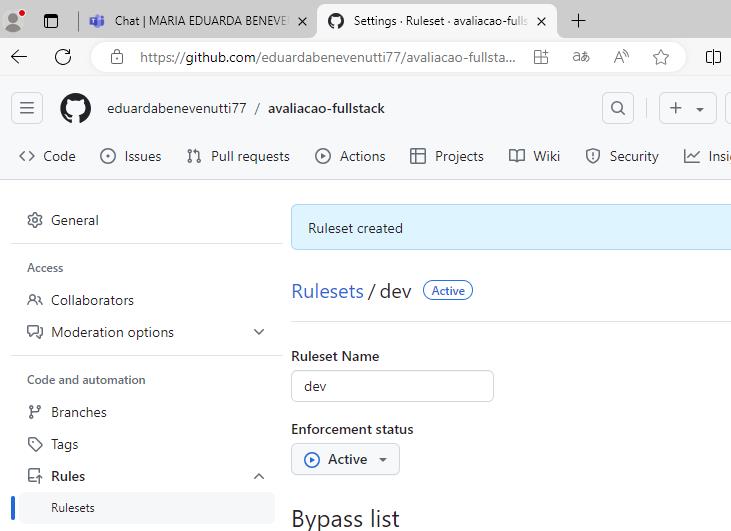 Chat | MARIA EDUARDA BENEVE
Settings · Ruleset · avaliacao-fulls
https://github.com/eduardabenevenutti77/avaliacao-fullsta...
eduardabenevenutti77 / avaliacao-fullstack
Code
Issues
Pull requests
Actions
Projects
Wiki
Security
Insi
General
Access
Collaborators
Moderation options
Code and automation
Branches
Tags
Rules
Rulesets
Ruleset created
Rulesets / dev Active
Ruleset Name
dev
Enforcement status
Active
Bypass list